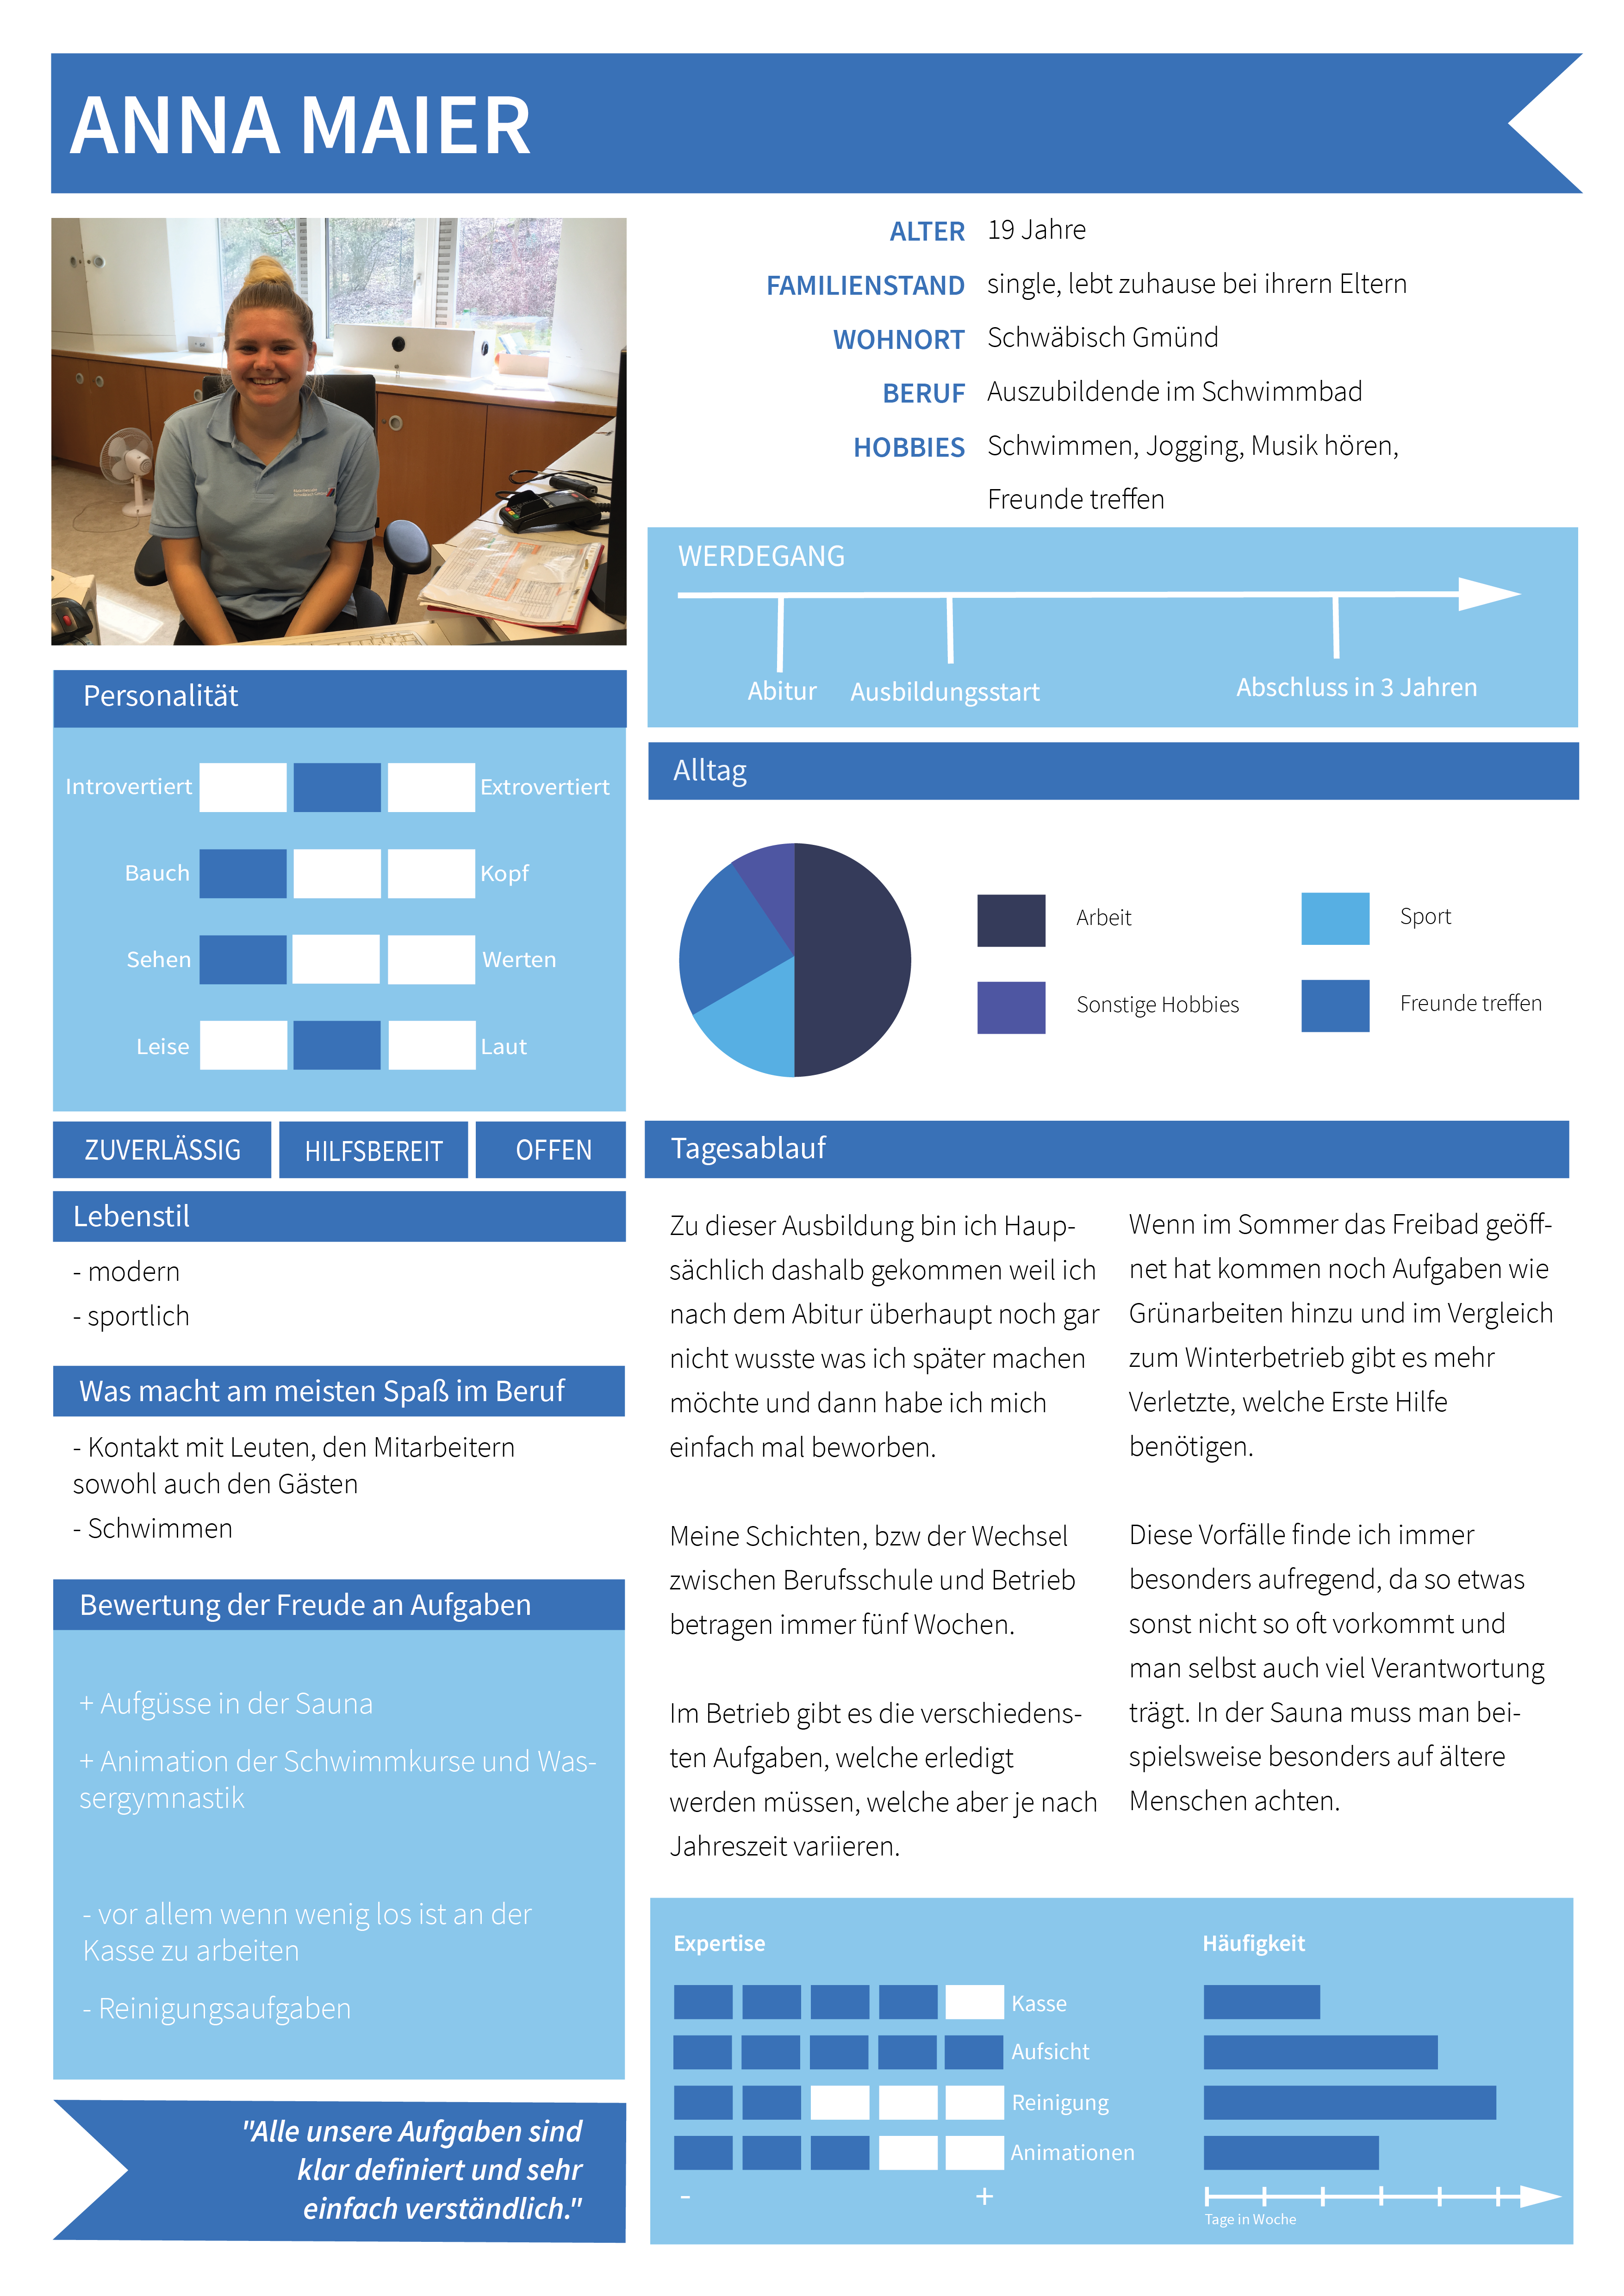 ANNA MAIER
ALTER 19 Jahre
FAMILIENSTAND single, lebt zuhause bei ihrern Eltern
WOHNORT Schwäbisch Gmünd
BERUF Auszubildende im Schwimmbad
HOBBIES Schwimmen, Jogging, Musik hören,
Freunde treffen
WERDEGANG
Abitur Ausbildungsstart Abschluss in 3 Jahren
Personalität
Introvertiert Extrovertiert
Bauch Kopf
Sehen Werten
Leise Laut
ZUVERLÄSSIG HILFSBEREIT OFFEN
Alltag
Arbeit Sport
Sonstige Hobbies Freunde treffen
Lebenstil
- modern
- sportlich
Was macht am meisten Spaß im Beruf
- Kontakt mit Leuten, den Mitarbeitern
sowohl auch den Gästen
- Schwimmen
Bewertung der Freude an Aufgaben
+ Aufgüsse in der Sauna
+ Animation der Schwimmkurse und Was-
sergymnastik
- vor allem wenn wenig los ist an der
Kasse zu arbeiten
- Reinigungsaufgaben
"Alle unsere Aufgaben sind
klar definiert und sehr
einfach verständlich."
Tagesablauf
Zu dieser Ausbildung bin ich Haup-
sächlich dashalb gekommen weil ich
nach dem Abitur überhaupt noch gar
nicht wusste was ich später machen
möchte und dann habe ich mich
einfach mal beworben.
Meine Schichten, bzw der Wechsel
zwischen Berufsschule und Betrieb
betragen immer fünf Wochen.
Im Betrieb gibt es die verschiedens-
ten Aufgaben, welche erledigt
werden müssen, welche aber je nach
Jahreszeit variieren.
Wenn im Sommer das Freibad geöff-
net hat kommen noch Aufgaben wie
Grünarbeiten hinzu und im Vergleich
zum Winterbetrieb gibt es mehr
Verletzte, welche Erste Hilfe
benötigen.
Diese Vorfälle finde ich immer
besonders aufregend, da so etwas
sonst nicht so oft vorkommt und
man selbst auch viel Verantwortung
trägt. In der Sauna muss man bei-
spielsweise besonders auf ältere
Menschen achten.
Expertise Häufigkeit
Kasse
Aufsicht
Reinigung
Animationen
- +
Tage in Woche